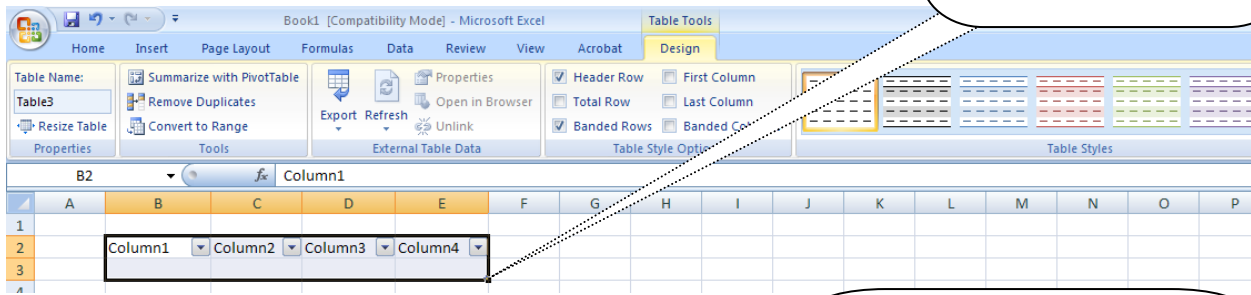 Book1 [Compatibility Mode] - Microsoft Excel
Table Tools
Home Insert Page Layout Formulas Data Review View Acrobat Design
Table Name: Summarize with PivotTable Properties Header Row First Column
Table3 Remove Duplicates Export Refresh Open in Browser Total Row Last Column
Resize Table Convert to Range Unlink Banded Rows Banded
Properties Tools External Table Data Table Style Table Styles
B2 fx Column1
A B C D E F G H I J K L M N O P
1
2 Column1 Column2 Column3 Column4
3
4